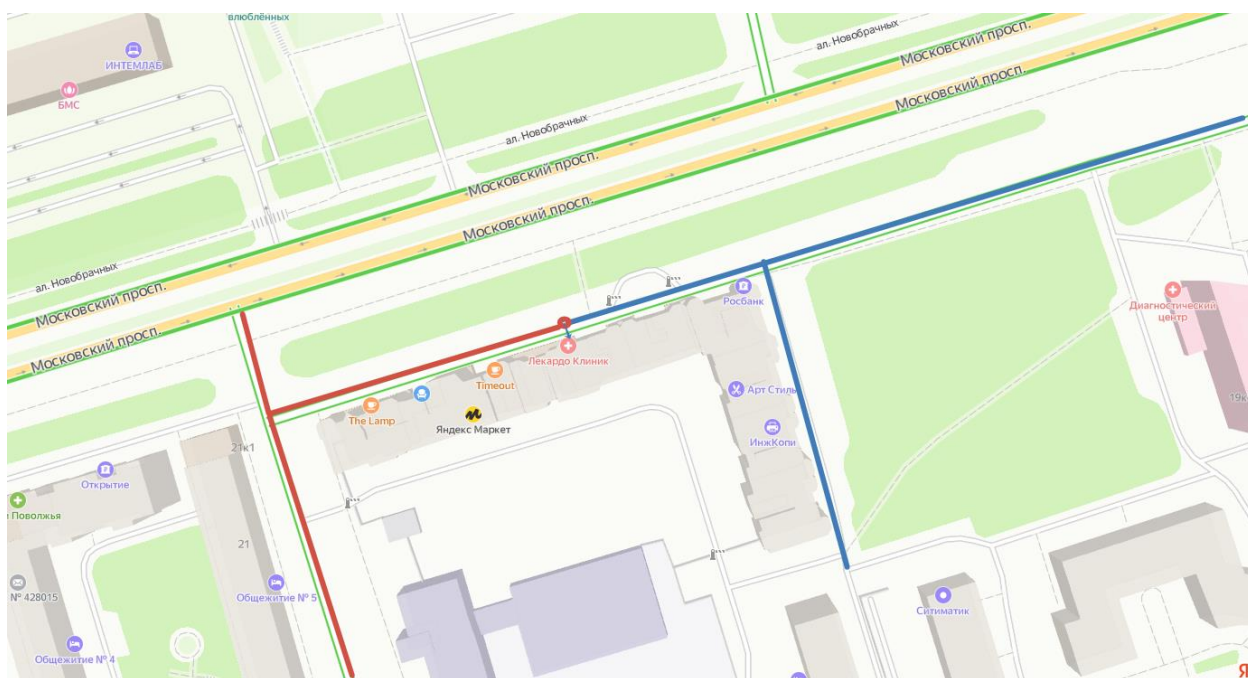 влюблённых
ИНТЕМЛАБ
БМС
ал. Новобрачных
Московский просп.
Московский просп.
ал. Новобрачных
Московский просп.
Московский просп.
ал. Новобрачных
Московский просп.
Московский просп.
Росбанк
Диагностический
центр
Лекардо Клиник
Timeout
The Lamp
Яндекс Маркет
Арт Стиль
ИнжКопи
19к
21к1
Открытие
и Поволжья
21
Общежитие № 5
№ 428015
Ситиматик
Общежитие № 4
Я